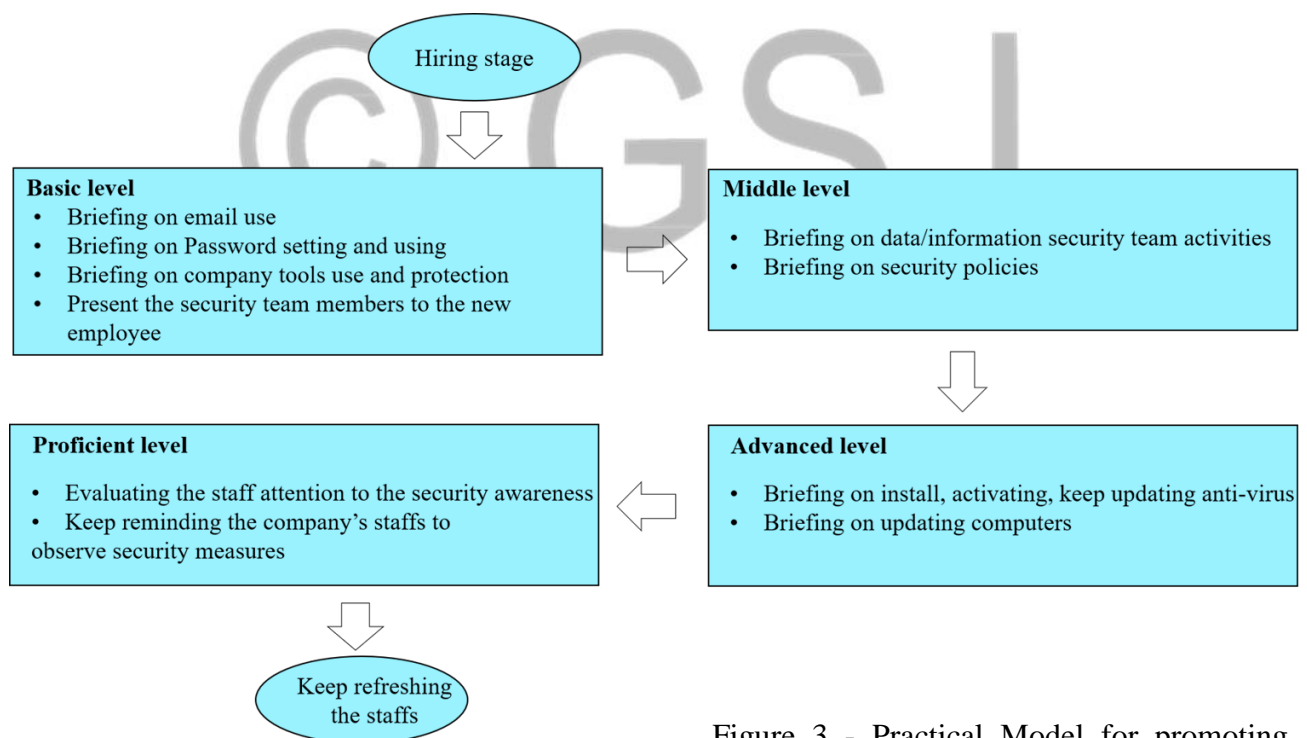 © GSJ
Hiring stage
Basic level
• Briefing on email use
• Briefing on Password setting and using
• Briefing on company tools use and protection
• Present the security team members to the new
employee
Middle level
• Briefing on data/information security team activities
• Briefing on security policies
Advanced level
• Briefing on install, activating, keep updating anti-virus
• Briefing on updating computers
Proficient level
• Evaluating the staff attention to the security awareness
• Keep reminding the company’s staffs to
observe security measures
Keep refreshing
the staffs
Figure 3 - Practical Model for promoting